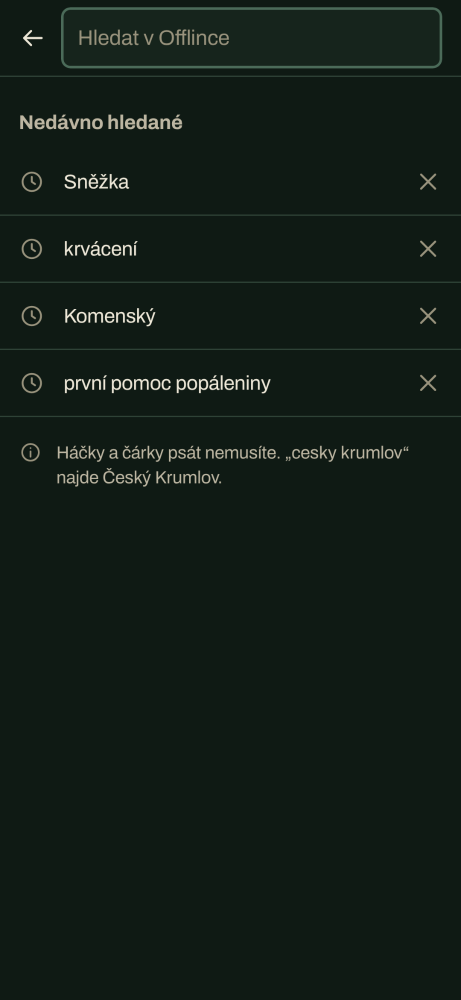 Hledat v Offlince
Nedávno hledané
Sněžka
krvácení
Komenský
první pomoc popáleniny
Háčky a čárky psát nemusíte. „cesky krumlov“
najde Český Krumlov.